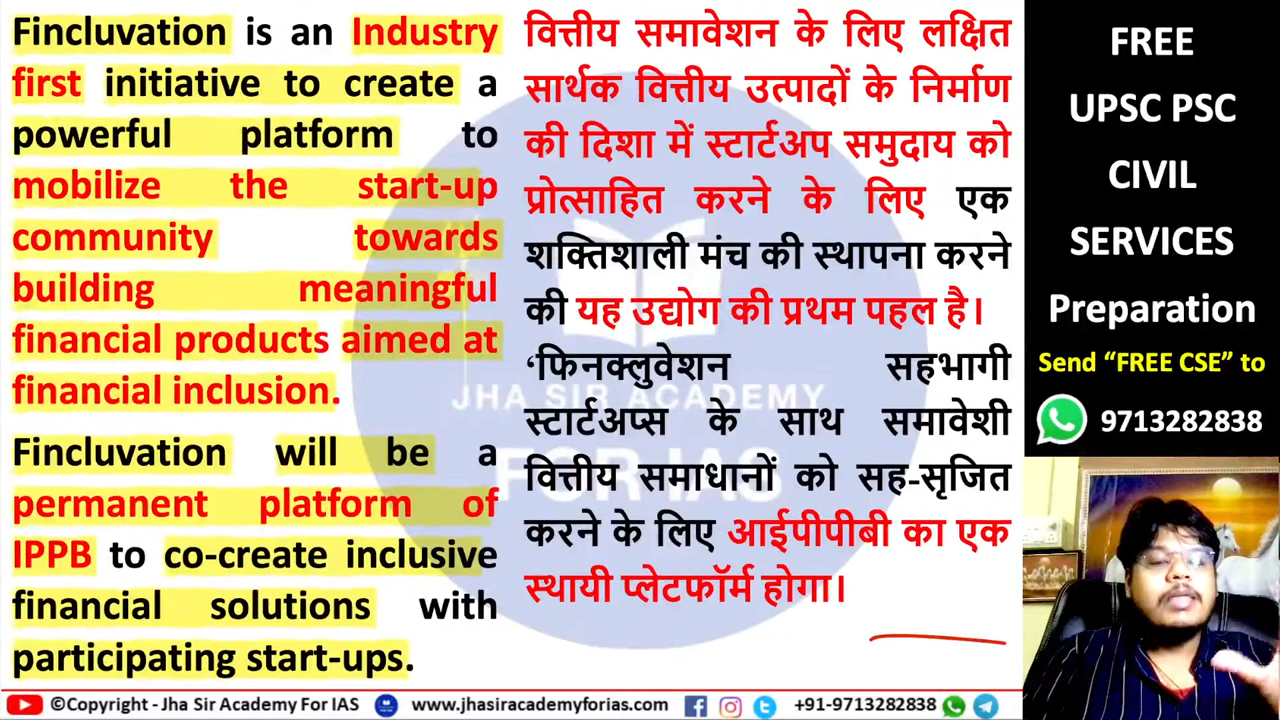 Fincluvation is an Industry
first initiative to create a
powerful platform to
mobilize the start-up
community towards
building meaningful
financial products aimed at
financial inclusion.
Fincluvation will be a
permanent platform of
IPPB to co-create inclusive
financial solutions with
participating start-ups.
वित्तीय समावेशन के लिए लक्षित
सार्थक वित्तीय उत्पादों के निर्माण
की दिशा में स्टार्टअप समुदाय को
प्रोत्साहित करने के लिए एक
शक्तिशाली मंच की स्थापना करने
की यह उद्योग की प्रथम पहल है।
‘फिनक्लुवेशन सहभागी
स्टार्टअप्स के साथ समावेशी
वित्तीय समाधानों को सह-सृजित
करने के लिए आईपीपीबी का एक
स्थायी प्लेटफॉर्म होगा।
JHA SIR ACADEMY
FOR IAS
FREE
UPSC PSC
CIVIL
SERVICES
Preparation
Send “FREE CSE” to
9713282838
©Copyright - Jha Sir Academy For IAS www.jhasiracademyforias.com +91-9713282838